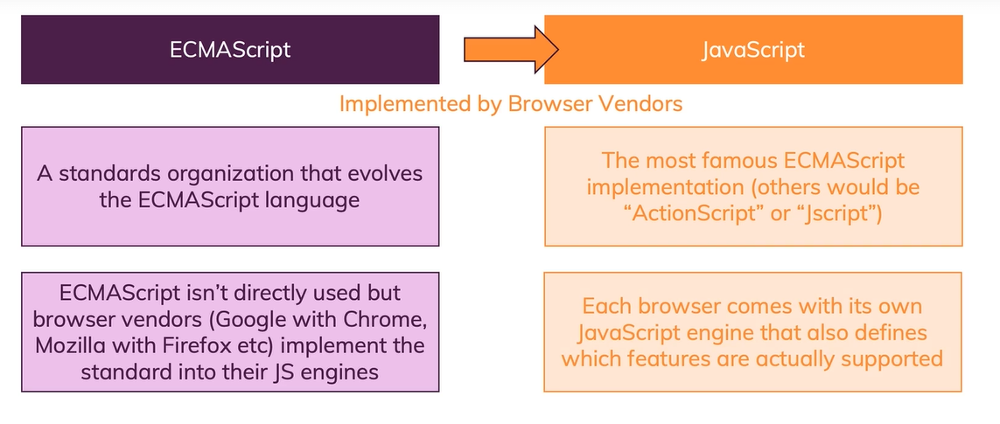 ECMAScript
JavaScript
Implemented by Browser Vendors
A standards organization that evolves
the ECMAScript language
The most famous ECMAScript
implementation (others would be
“ActionScript” or “Jscript”)
ECMAScript isn’t directly used but
browser vendors (Google with Chrome,
Mozilla with Firefox etc) implement the
standard into their JS engines
Each browser comes with its own
JavaScript engine that also defines
which features are actually supported